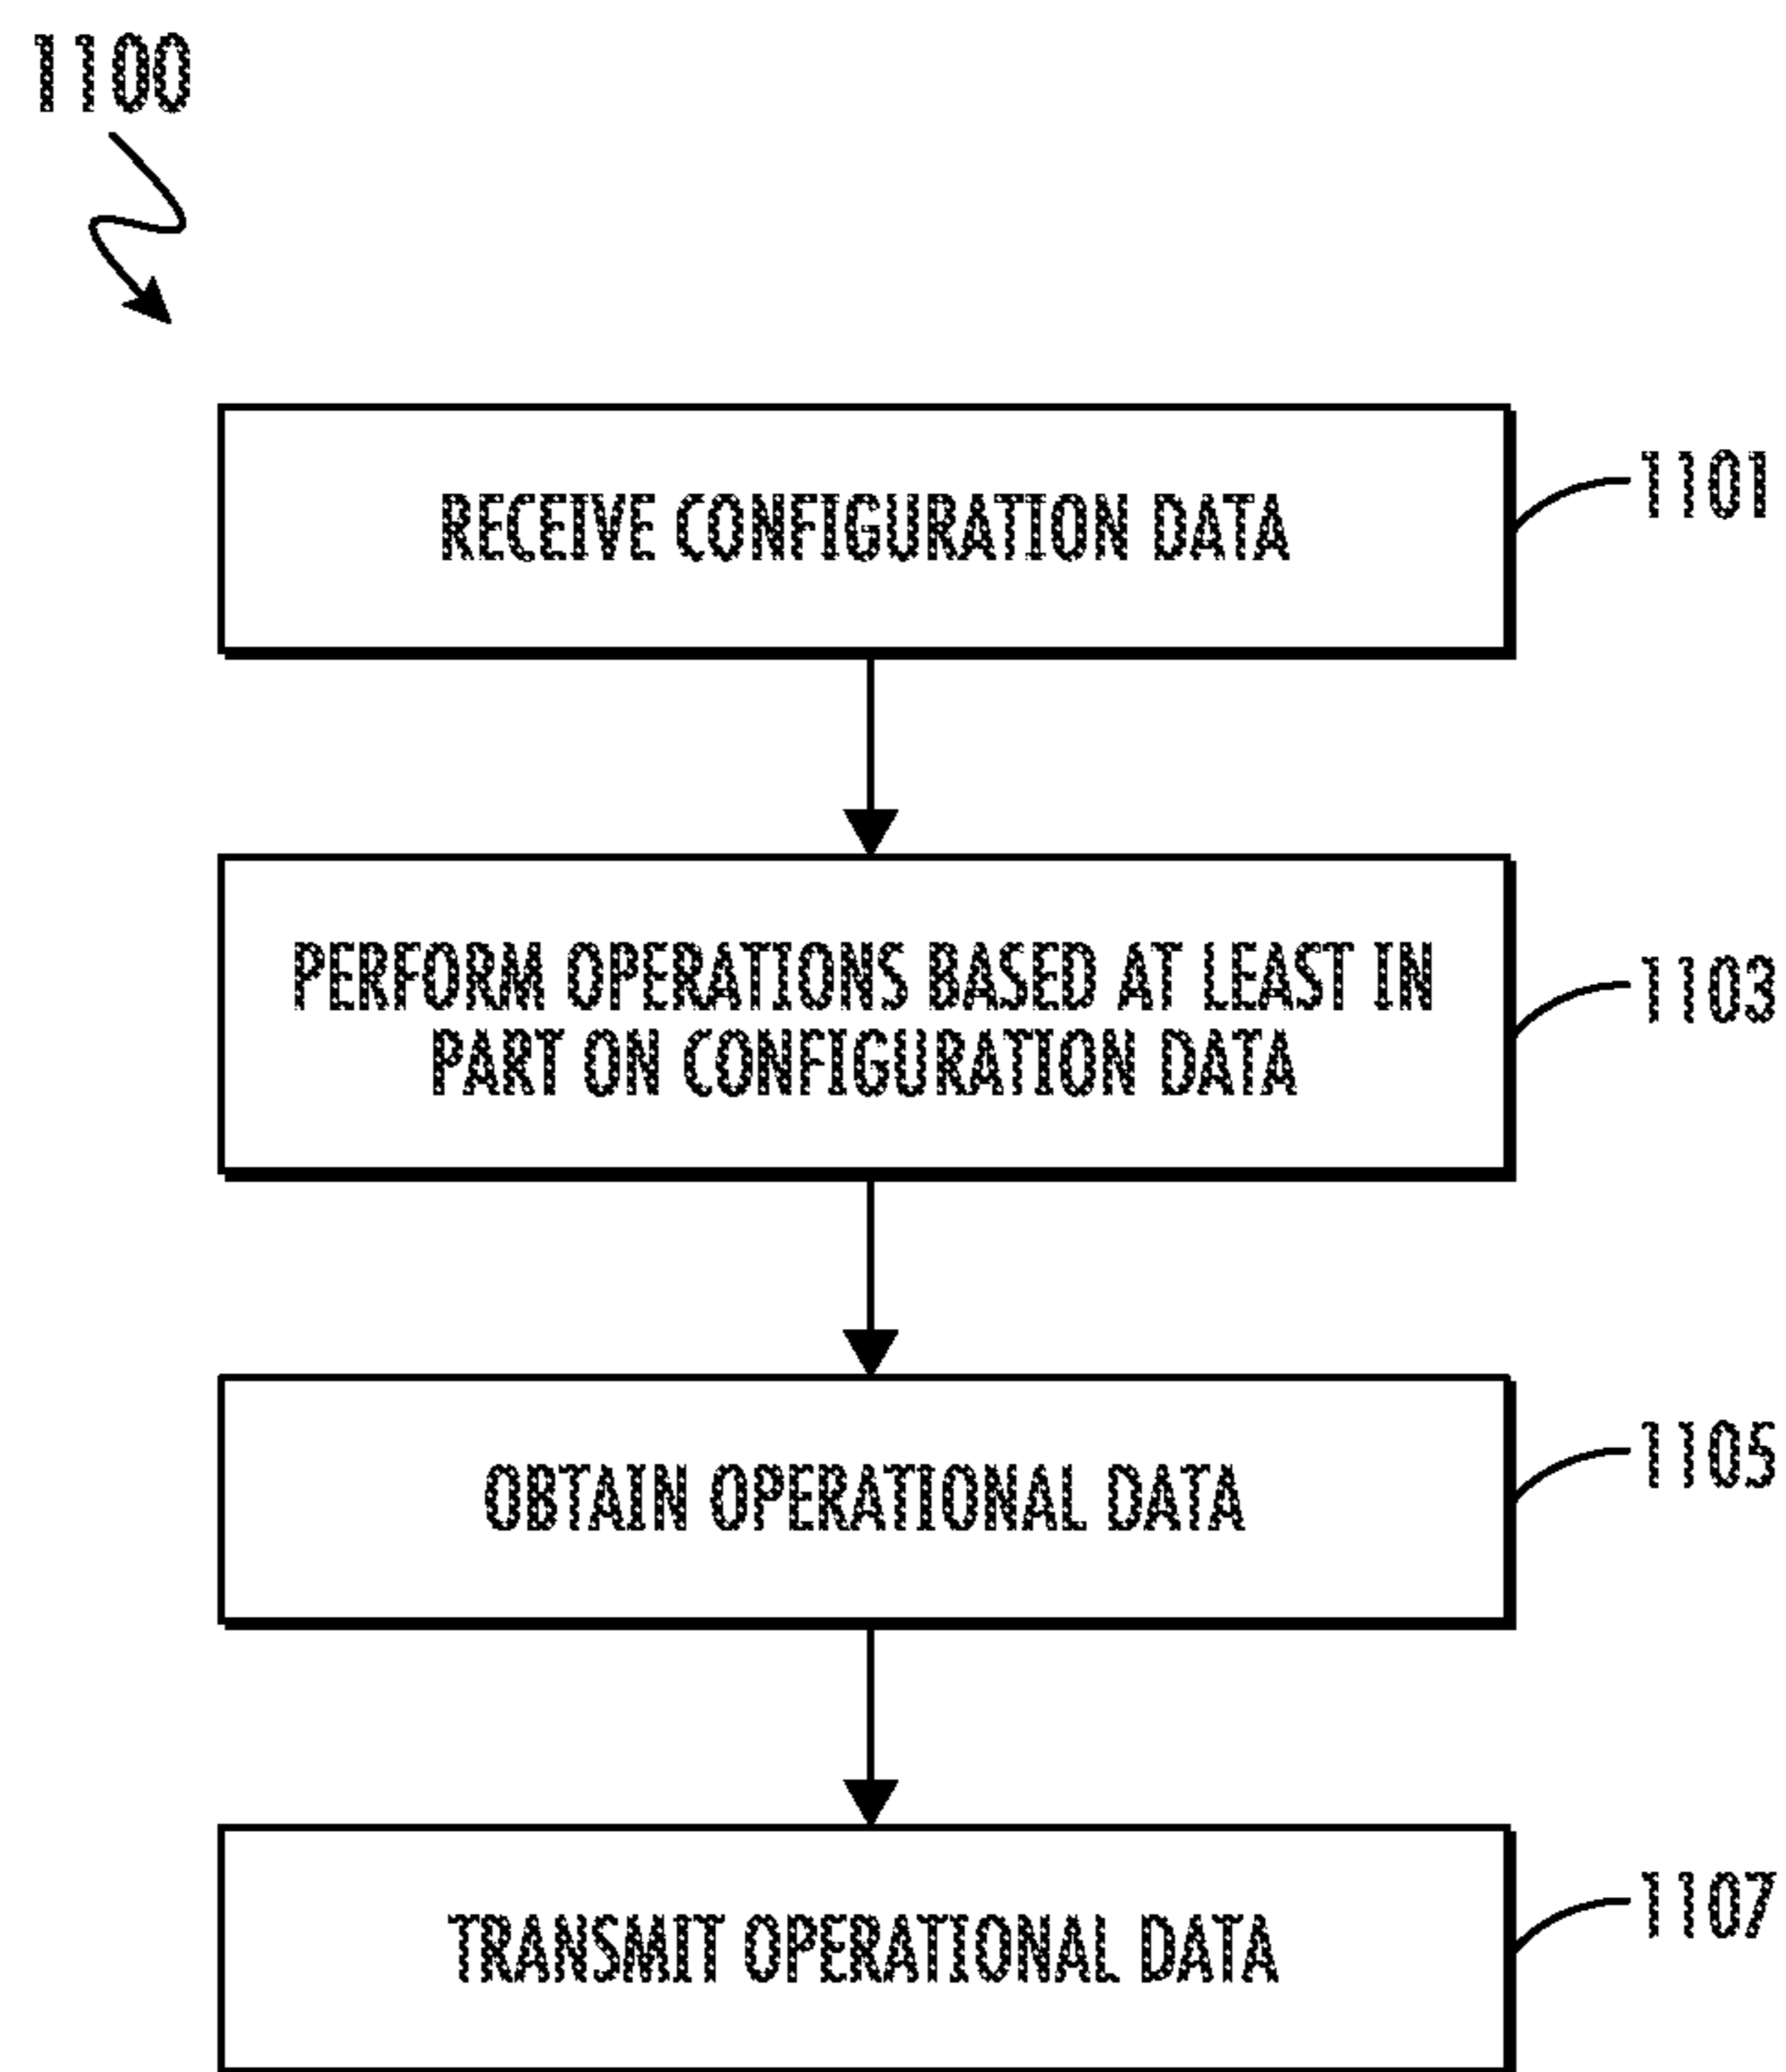 1100
RECEIVE CONFIGURATION DATA
1101
PERFORM OPERATIONS BASED AT LEAST IN
PART ON CONFIGURATION DATA
1103
OBTAIN OPERATIONAL DATA
1105
TRANSMIT OPERATIONAL DATA
1107